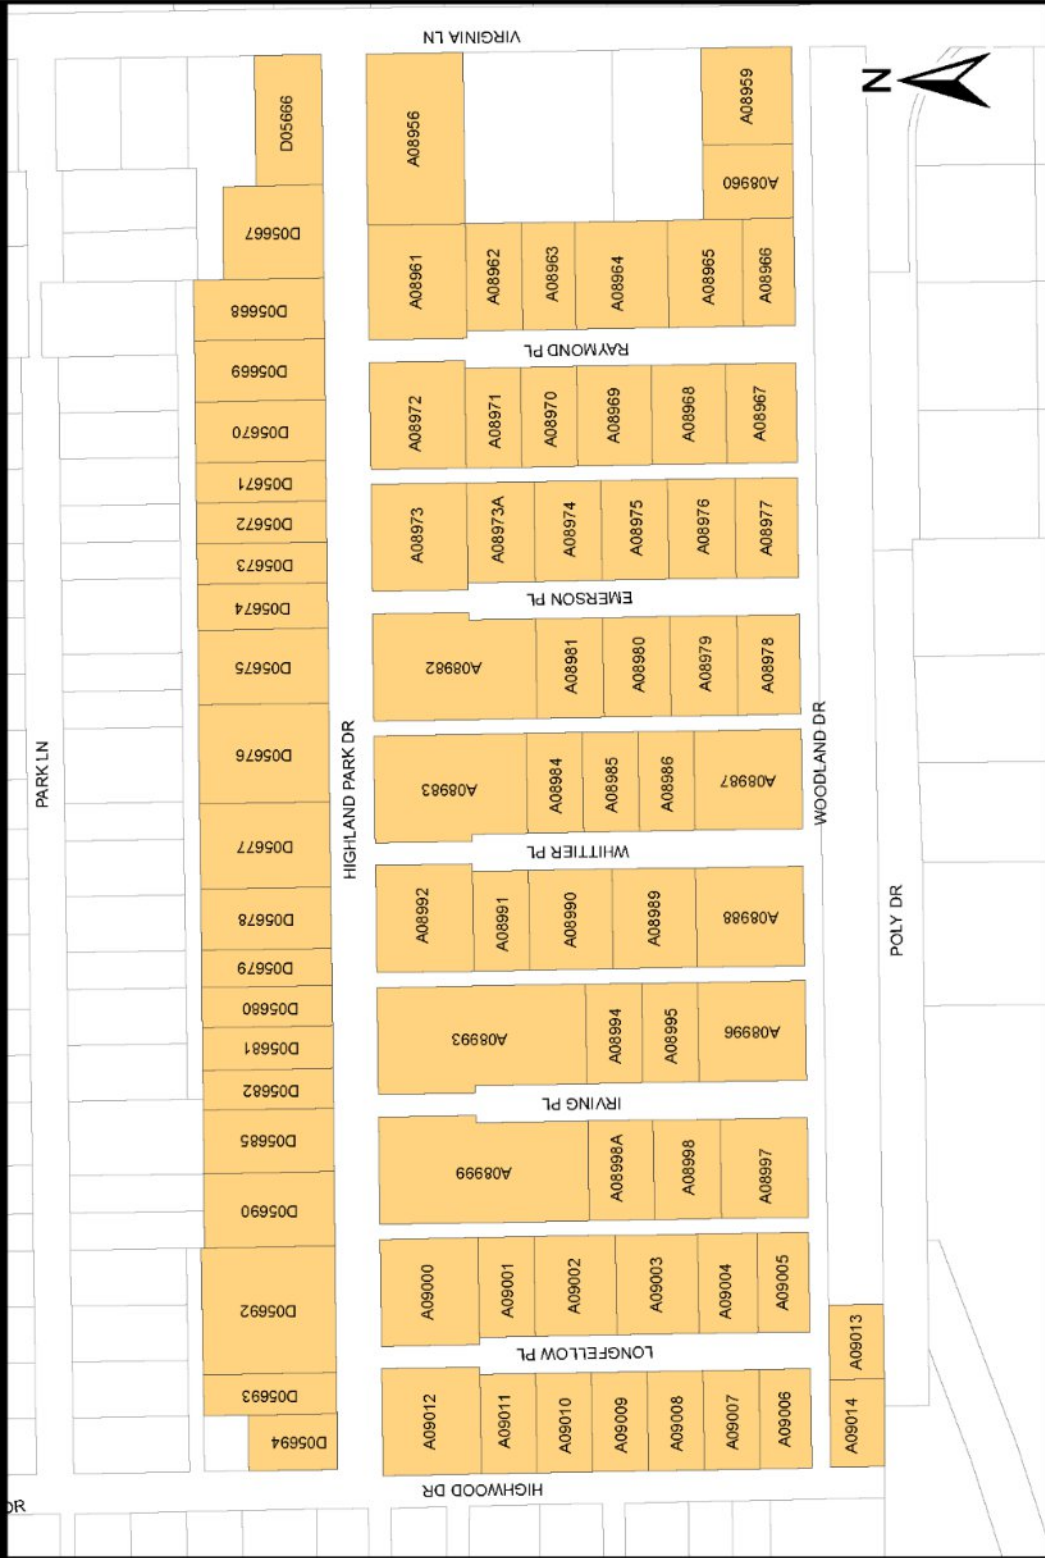 VIRGINIA LN
N
D05666
A08956
A08959
A08960
D05667
A08961
A08962
A08963
A08964
A08965
A08966
D05668
RAYMOND PL
D05669
A08972
A08971
A08970
A08969
A08968
A08967
D05670
D05671
D05672
A08973
A08973A
A08974
A08975
A08976
A08977
D05673
D05674
EMERSON PL
D05675
A08982
A08981
A08980
A08979
A08978
PARK LN
D05676
HIGHLAND PARK DR
A08983
A08984
A08985
A08986
A08987
WOODLAND DR
D05677
WHITTIER PL
D05678
A08992
A08991
A08990
A08989
A08988
POLY DR
D05679
D05680
D05681
A08993
A08994
A08995
A08996
D05682
IRVING PL
D05685
A08999
A08998A
A08998
A08997
D05690
D05692
A09000
A09001
A09002
A09003
A09004
A09005
LONGFELLOW PL
A09013
D05693
A09012
A09011
A09010
A09009
A09008
A09007
A09006
A09014
D05694
HIGHWOOD DR
DR